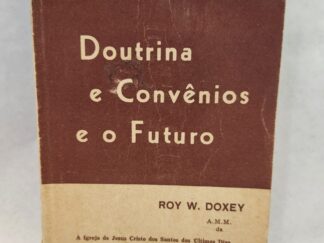 Doutrina
e Convênios
e o Futuro
ROY W. DOXEY
A.M.M.
da
A Igreja de Jesus Cristo dos Santos dos Últimos Dias